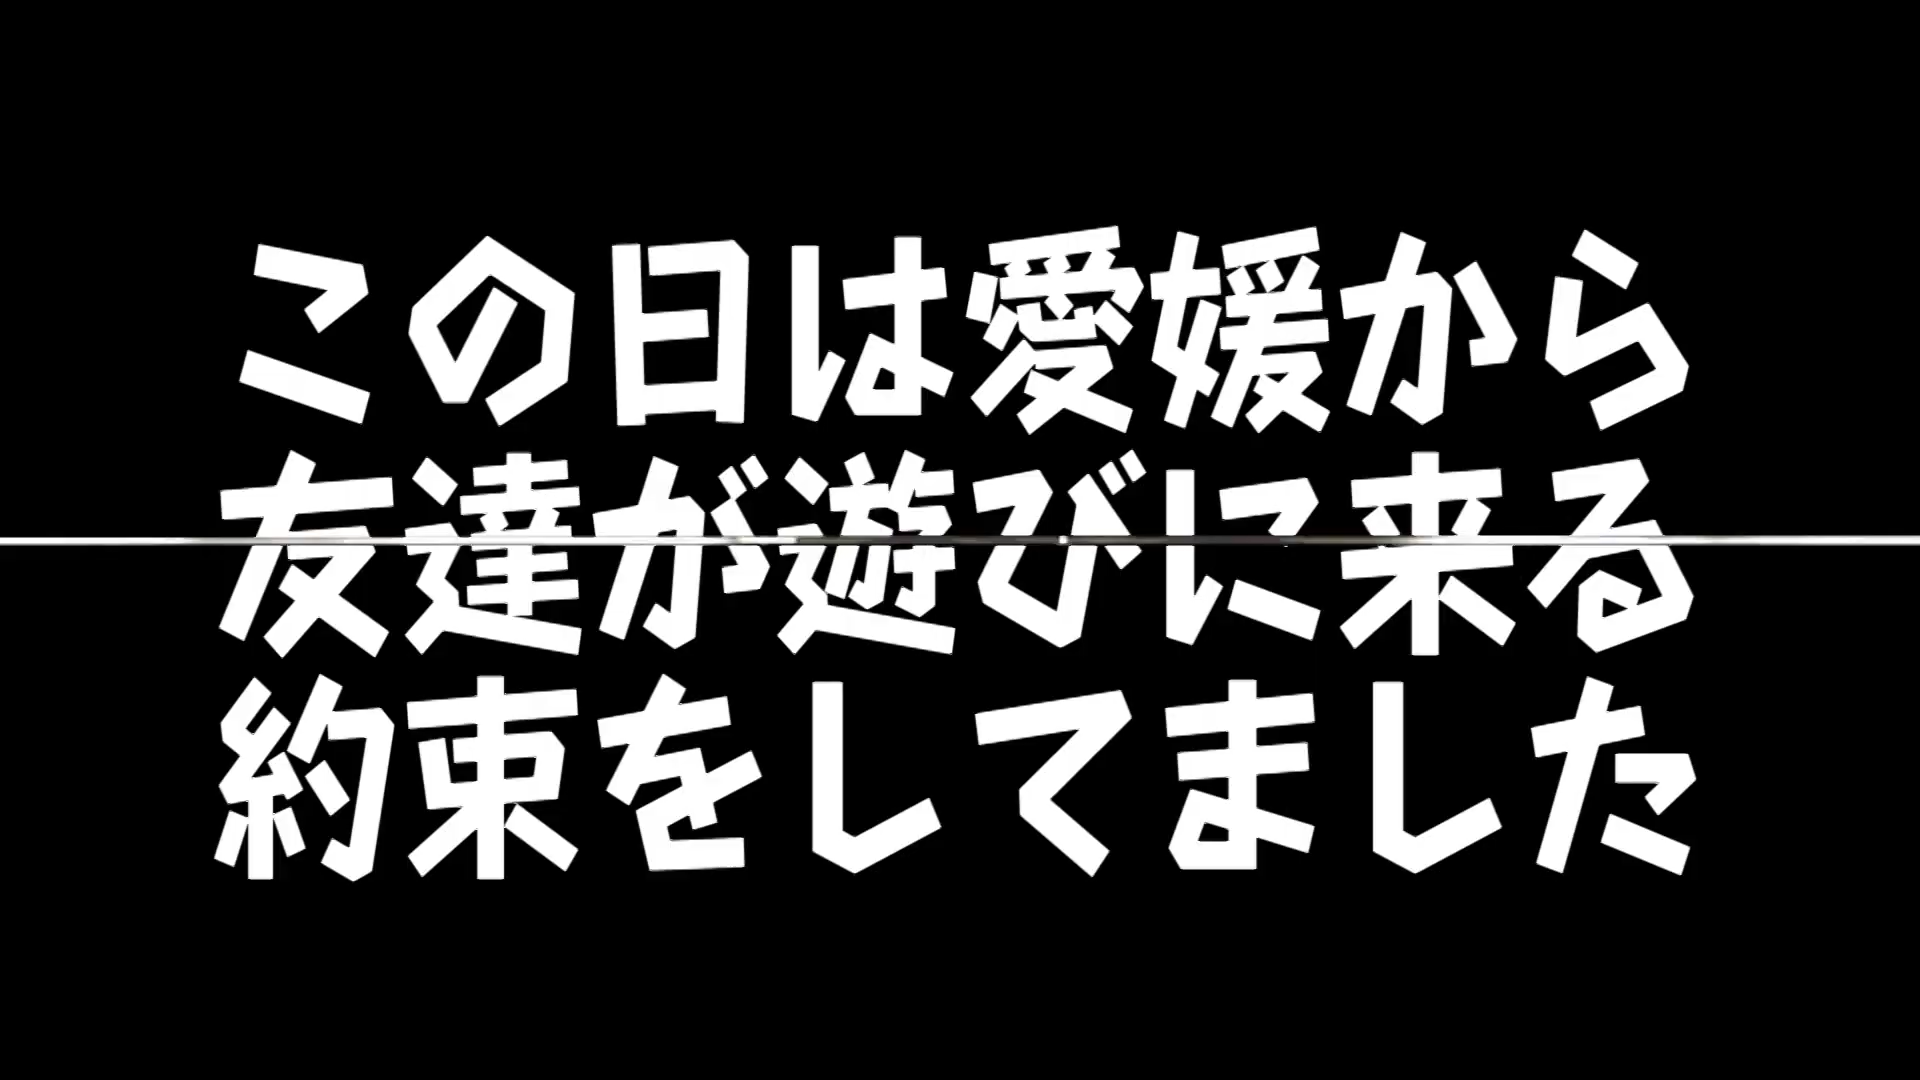 この日は愛媛から
友達が遊びに来る
約束をしてました